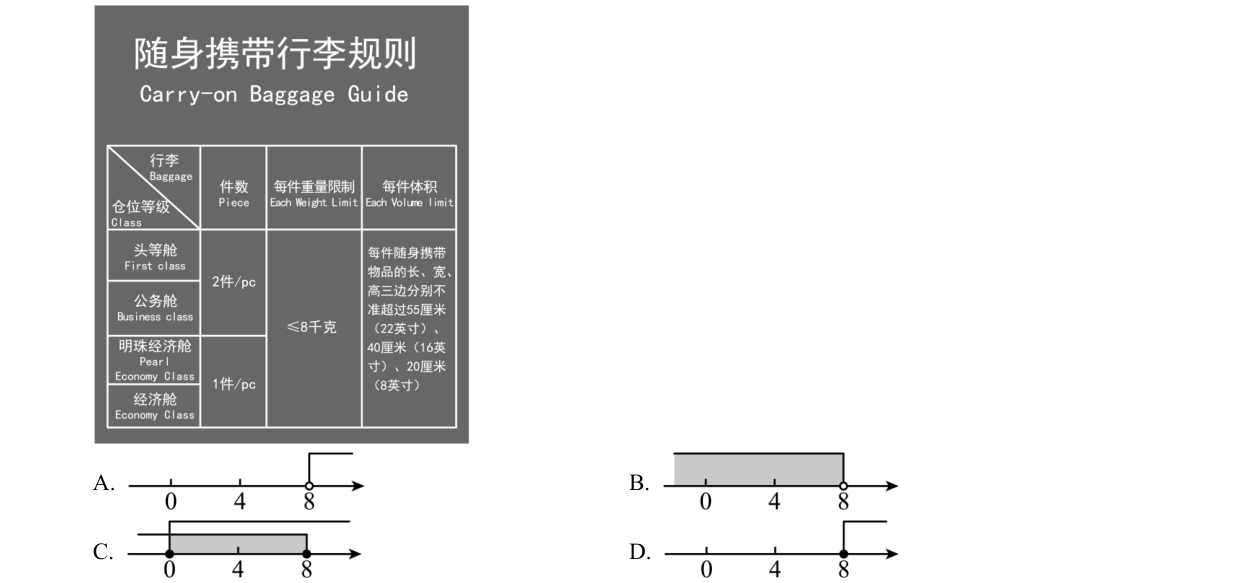 随身携带行李规则
Carry-on Baggage Guide
行李
Baggage
仓位等级
Class
件数
Piece
每件重量限制
Each Weight Limit
每件体积
Each Volume limit
头等舱
First class
公务舱
Business class
2件/pc
明珠经济舱
Pearl
Economy Class
经济舱
Economy Class
1件/pc
≤8千克
每件随身携带
物品的长、宽、
高三边分别不
准超过55厘米
（22英寸）、
40厘米（16英
寸）、20厘米
（8英寸）
A.
0 4 8
B.
0 4 8
C.
0 4 8
D.
0 4 8